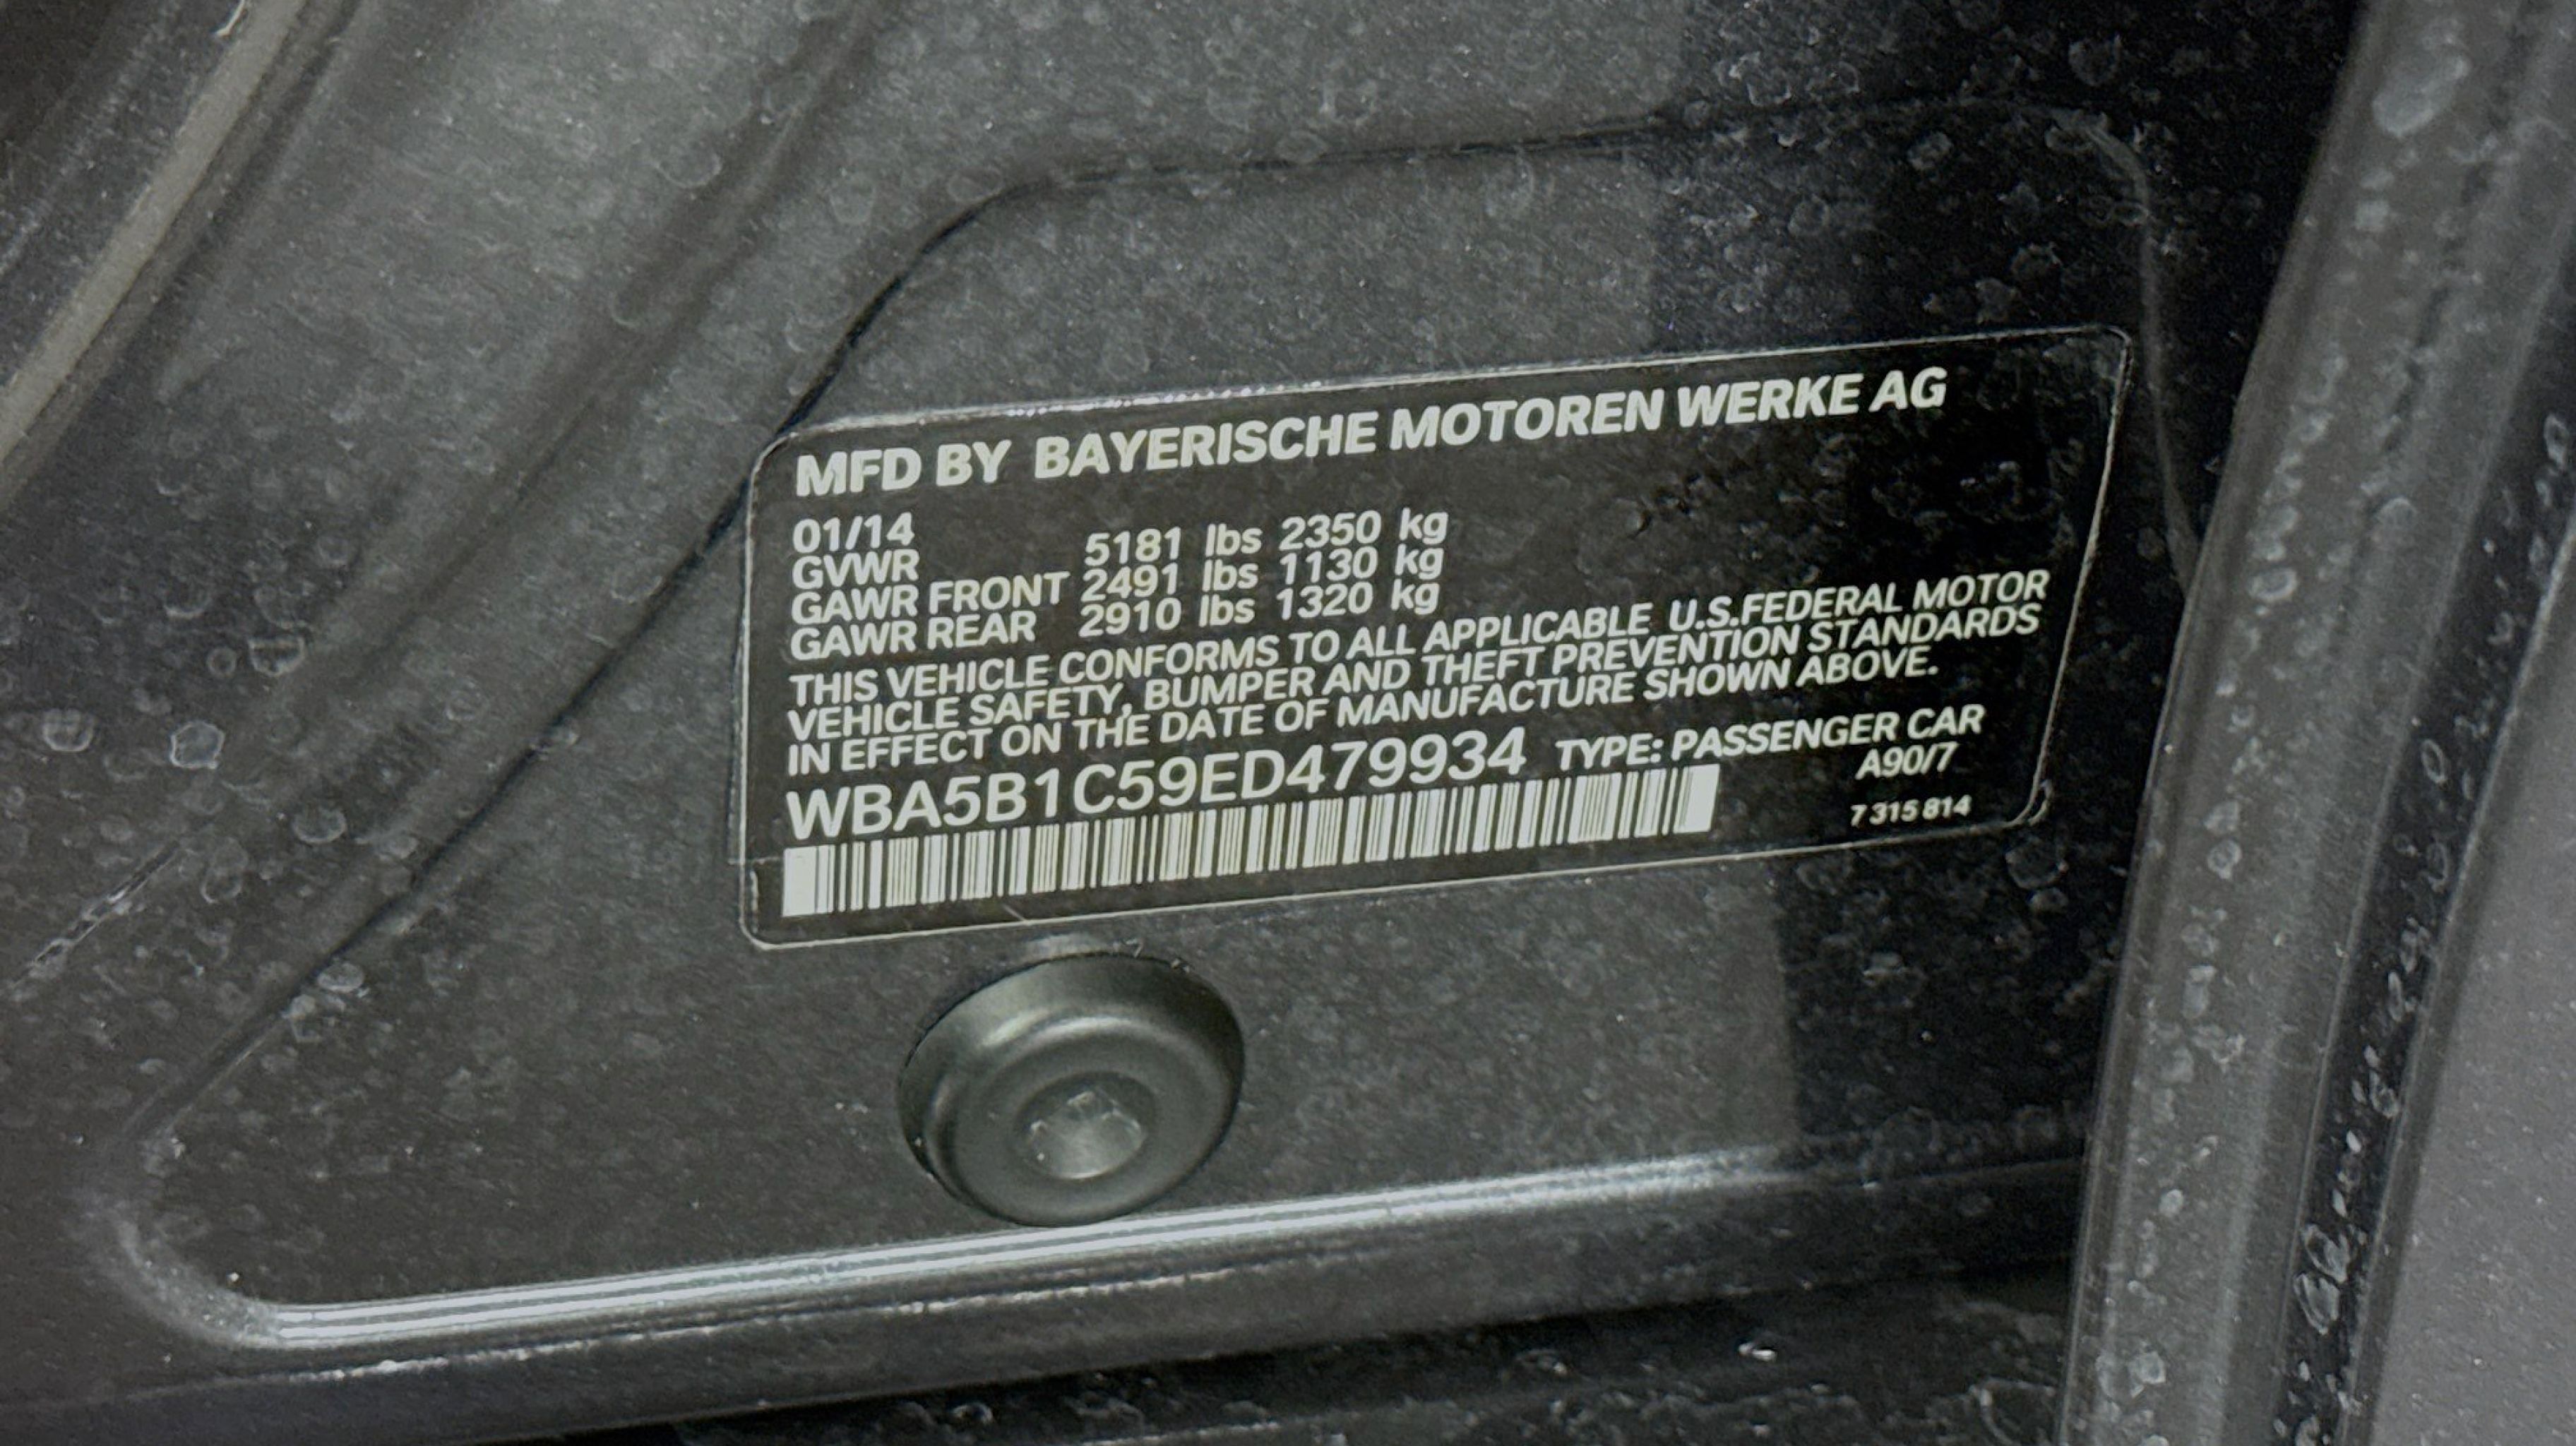 MFD BY BAYERISCHE MOTOREN WERKE AG
01/14
GVWR 5181 lbs 2350 kg
GAWR FRONT 2491 lbs 1130 kg
GAWR REAR 2910 lbs 1320 kg
THIS VEHICLE CONFORMS TO ALL APPLICABLE U.S.FEDERAL MOTOR
VEHICLE SAFETY, BUMPER AND THEFT PREVENTION STANDARDS
IN EFFECT ON THE DATE OF MANUFACTURE SHOWN ABOVE.
WBA5B1C59ED479934 TYPE: PASSENGER CAR
A90/7
7 315 814